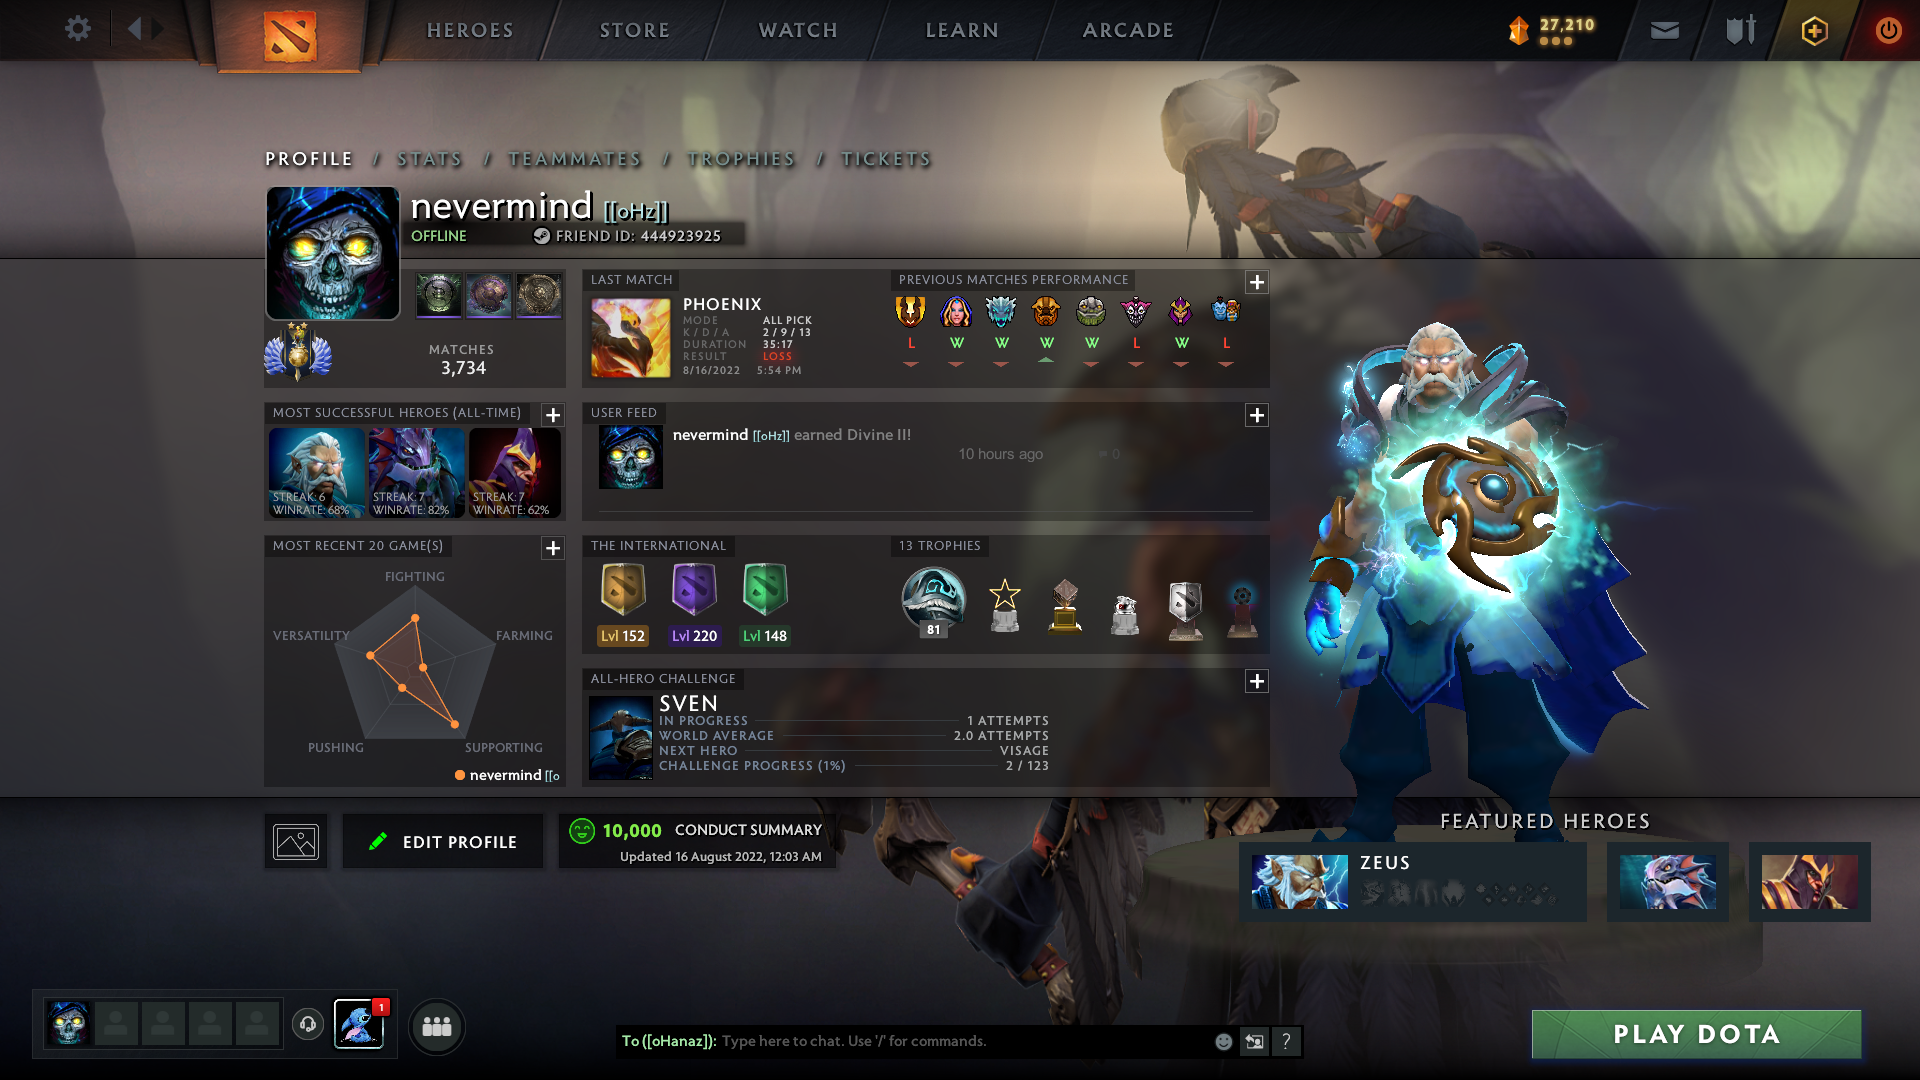 HEROES
STORE
WATCH
LEARN
ARCADE
27,210
PROFILE / STATS / TEAMMATES / TROPHIES / TICKETS
nevermind [[oHz]]
OFFLINE
FRIEND ID: 444923925
MATCHES
3,734
LAST MATCH
PHOENIX
MODE ALL PICK
K / D / A 2 / 9 / 13
DURATION 35:17
RESULT LOSS
8/16/2022 5:54 PM
PREVIOUS MATCHES PERFORMANCE
L W W W W L W L
MOST SUCCESSFUL HEROES (ALL-TIME)
STREAK: 6
WINRATE: 68%
STREAK: 7
WINRATE: 82%
STREAK: 7
WINRATE: 62%
USER FEED
nevermind [[oHz]] earned Divine II!
10 hours ago
0
MOST RECENT 20 GAME(S)
FIGHTING
VERSATILITY
FARMING
PUSHING
SUPPORTING
nevermind [[o
THE INTERNATIONAL
Lvl 152
Lvl 220
Lvl 148
13 TROPHIES
81
ALL-HERO CHALLENGE
SVEN
IN PROGRESS 1 ATTEMPTS
WORLD AVERAGE 2.0 ATTEMPTS
NEXT HERO VISAGE
CHALLENGE PROGRESS (1%) 2 / 123
EDIT PROFILE
10,000 CONDUCT SUMMARY
Updated 16 August 2022, 12:03 AM
FEATURED HEROES
ZEUS
1
To ([oHanaz]): Type here to chat. Use '/' for commands.
?
PLAY DOTA